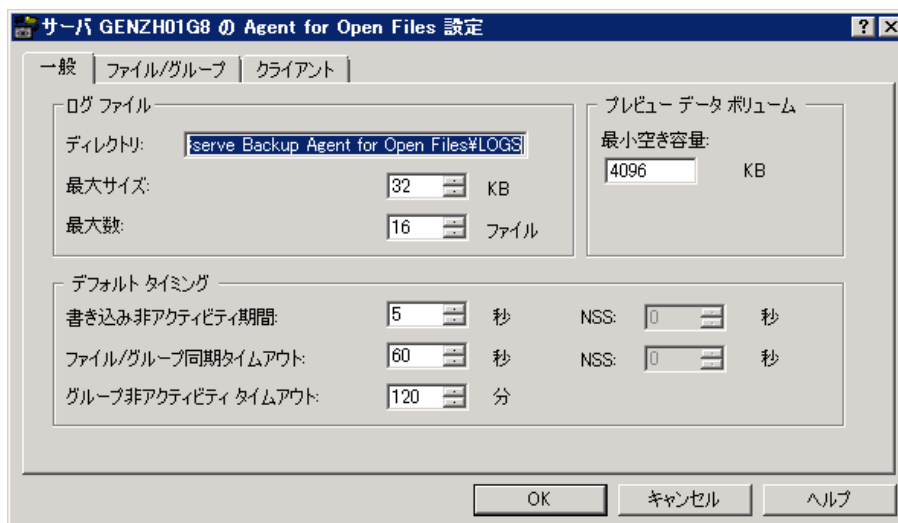 サーバ GENZH01G8 の Agent for Open Files 設定
一般 ファイル/グループ クライアント
ログ ファイル
ディレクトリ: serve Backup Agent for Open Files¥LOGS
最大サイズ: 32 KB
最大数: 16 ファイル
プレビュー データ ボリューム
最小空き容量:
4096 KB
デフォルト タイミング
書き込み非アクティビティ期間: 5 秒 NSS: 0 秒
ファイル/グループ同期タイムアウト: 60 秒 NSS: 0 秒
グループ非アクティビティ タイムアウト: 120 分
OK キャンセル ヘルプ